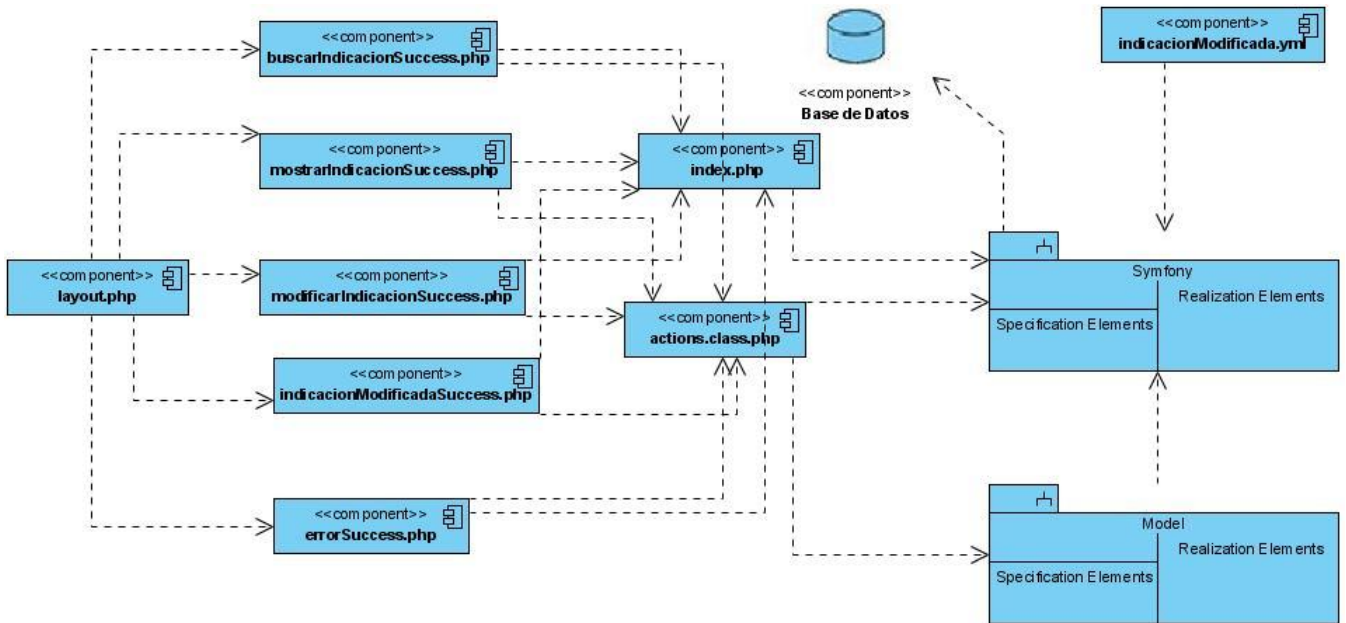 <<component>>
buscarIndicacionSuccess.php
<<component>>
indicacionModificada.yml
<<component>>
Base de Datos
<<component>>
mostrarIndicacionSuccess.php
<<component>>
index.php
<<component>>
layout.php
<<component>>
modificarIndicacionSuccess.php
Symfony
Realization Elements
Specification Elements
<<component>>
actions.class.php
<<component>>
indicacionModificadaSuccess.php
<<component>>
errorSuccess.php
Model
Realization Elements
Specification Elements